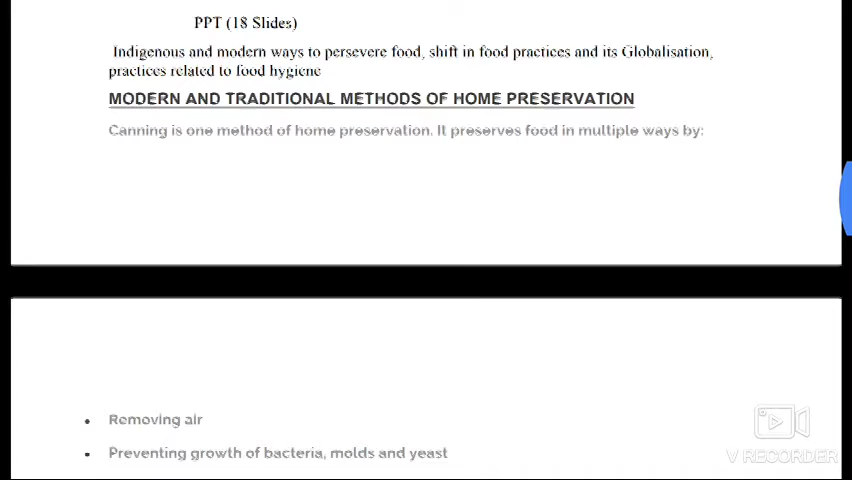 PPT (18 Slides)
Indigenous and modern ways to persevere food, shift in food practices and its Globalisation,
practices related to food hygiene
MODERN AND TRADITIONAL METHODS OF HOME PRESERVATION
Canning is one method of home preservation. It preserves food in multiple ways by:
• Removing air
• Preventing growth of bacteria, molds and yeast
V RECORDER